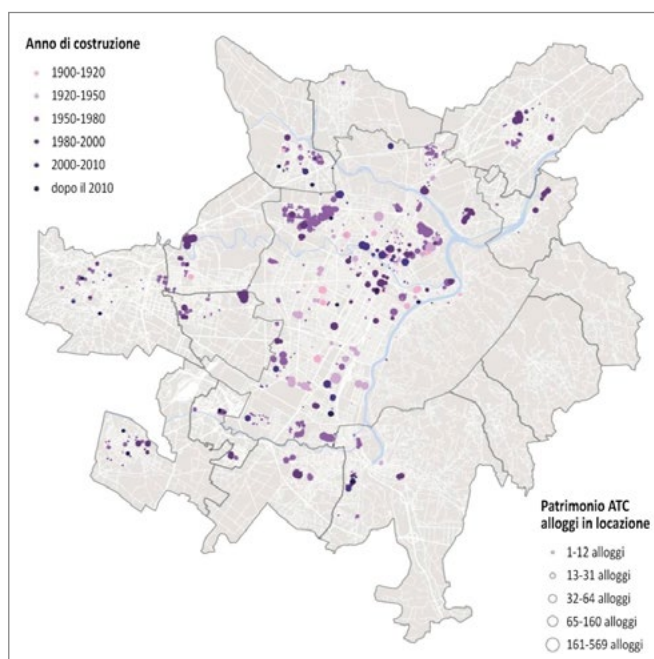 Anno di costruzione
1900-1920
1920-1950
1950-1980
1980-2000
2000-2010
dopo il 2010
Patrimonio ATC
alloggi in locazione
1-12 alloggi
13-31 alloggi
32-64 alloggi
65-160 alloggi
161-569 alloggi